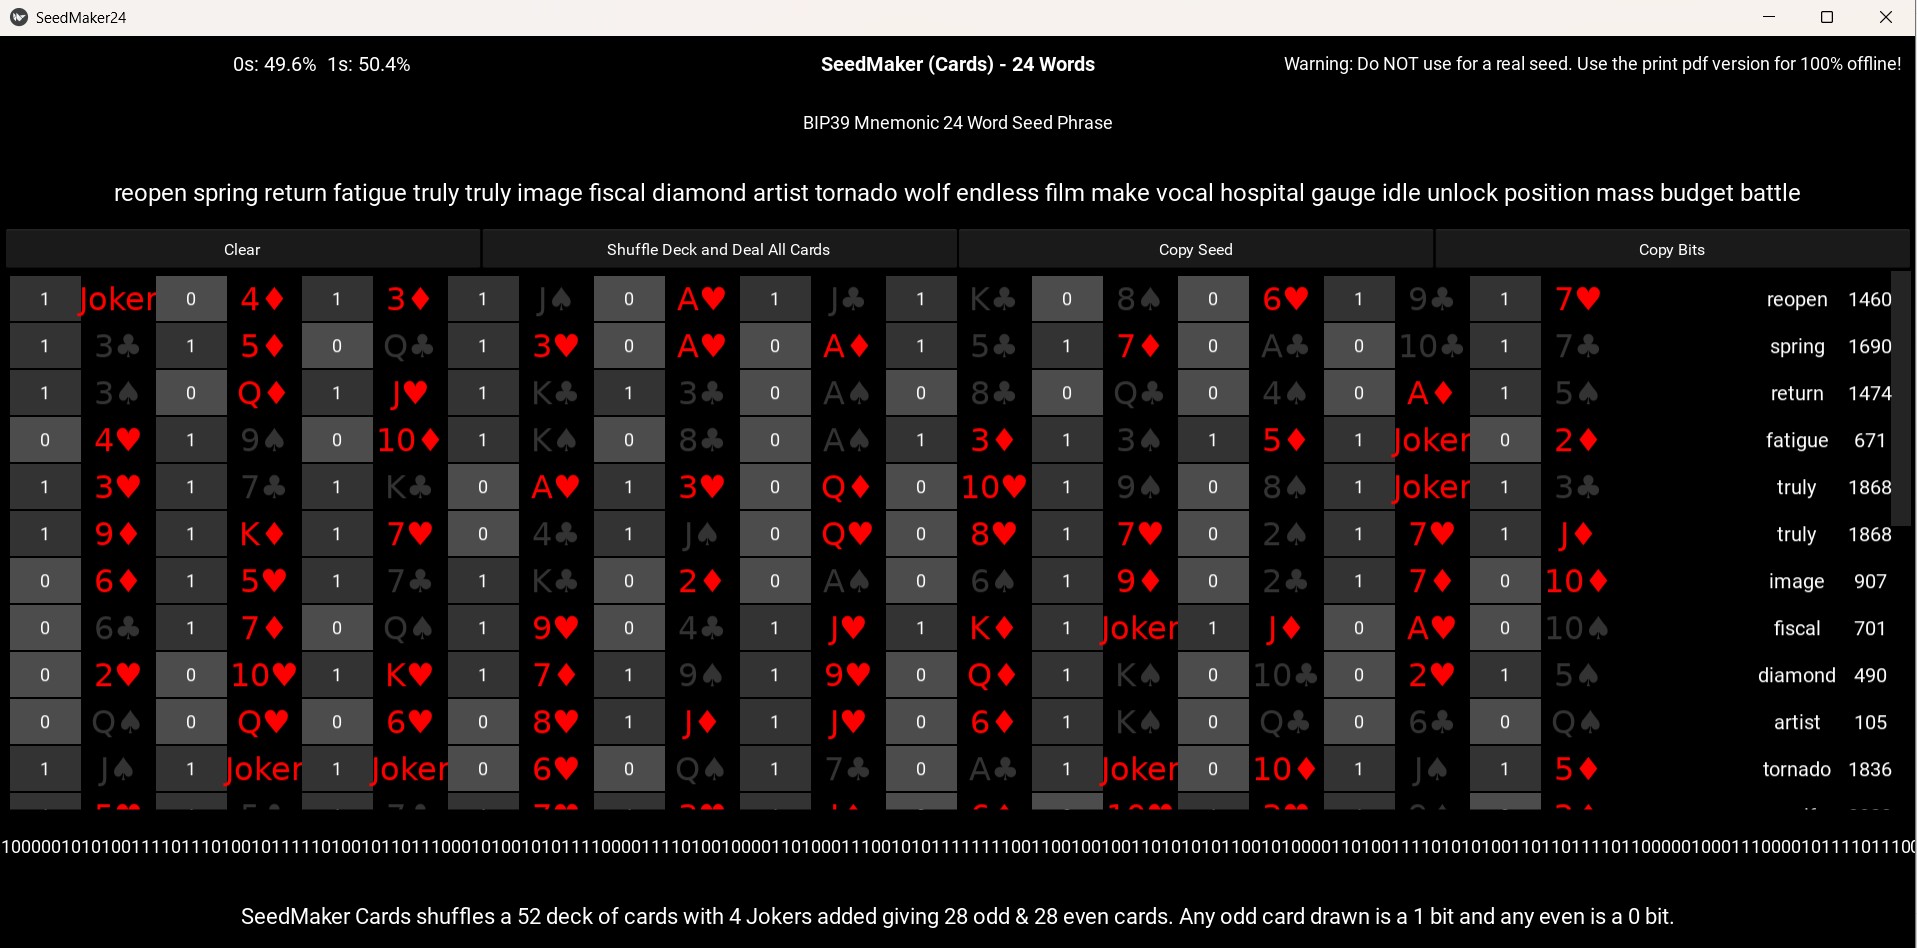 SeedMaker24
0s: 49.6%  1s: 50.4%
SeedMaker (Cards) - 24 Words
Warning: Do NOT use for a real seed. Use the print pdf version for 100% offline!
BIP39 Mnemonic 24 Word Seed Phrase
reopen spring return fatigue truly truly image fiscal diamond artist tornado wolf endless film make vocal hospital gauge idle unlock position mass budget battle
Clear
Shuffle Deck and Deal All Cards
Copy Seed
Copy Bits
1 Joker 0 4♦ 1 3♦ 1 J♠ 0 A♥ 1 J♣ 1 K♣ 0 8♠ 0 6♥ 1 9♣ 1 7♥ reopen 1460
1 3♣ 1 5♦ 0 Q♣ 1 3♥ 0 A♥ 0 A♦ 1 5♣ 1 7♦ 0 A♣ 0 10♣ 1 7♣ spring 1690
1 3♠ 0 Q♦ 1 J♥ 1 K♣ 1 3♣ 0 A♠ 0 8♣ 0 Q♣ 0 4♠ 0 A♦ 1 5♠ return 1474
0 4♥ 1 9♠ 0 10♦ 1 K♠ 0 8♣ 0 A♠ 1 3♦ 1 3♠ 1 5♦ 1 Joker 0 2♦ fatigue 671
1 3♥ 1 7♣ 1 K♣ 0 A♥ 1 3♥ 0 Q♦ 0 10♥ 1 9♠ 0 8♠ 1 Joker 1 3♣ truly 1868
1 9♦ 1 K♦ 1 7♥ 0 4♣ 1 J♠ 0 Q♥ 0 8♥ 1 7♥ 0 2♠ 1 7♥ 1 J♦ truly 1868
0 6♦ 1 5♥ 1 7♣ 1 K♣ 0 2♦ 0 A♠ 0 6♠ 1 9♦ 0 2♣ 1 7♦ 0 10♦ image 907
0 6♣ 1 7♦ 0 Q♠ 1 9♥ 0 4♣ 1 J♥ 1 K♦ 1 Joker 1 J♦ 0 A♥ 0 10♠ fiscal 701
0 2♥ 0 10♥ 1 K♥ 1 7♦ 1 9♠ 1 9♥ 0 Q♦ 1 K♠ 0 10♣ 0 2♥ 1 5♠ diamond 490
0 Q♠ 0 Q♥ 0 6♥ 0 8♥ 1 J♦ 1 J♥ 0 6♦ 1 K♠ 0 Q♣ 0 6♣ 0 Q♠ artist 105
1 J♠ 1 Joker 1 Joker 0 6♥ 0 Q♠ 1 7♣ 0 A♣ 1 Joker 0 10♦ 1 J♠ 1 5♦ tornado 1836
SeedMaker Cards shuffles a 52 deck of cards with 4 Jokers added giving 28 odd & 28 even cards. Any odd card drawn is a 1 bit and any even is a 0 bit.